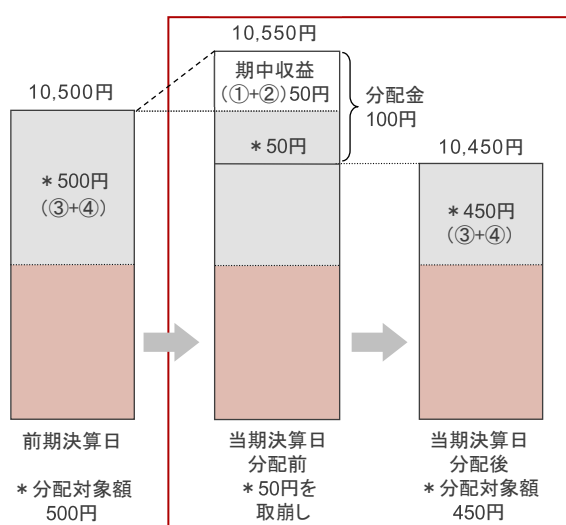 10,550円
10,500円
期中収益
(①+②)50円
分配金
100円
＊50円
10,450円
＊500円
(③+④)
＊450円
(③+④)
前期決算日
＊分配対象額
500円
当期決算日
分配前
＊50円を
取崩し
当期決算日
分配後
＊分配対象額
450円